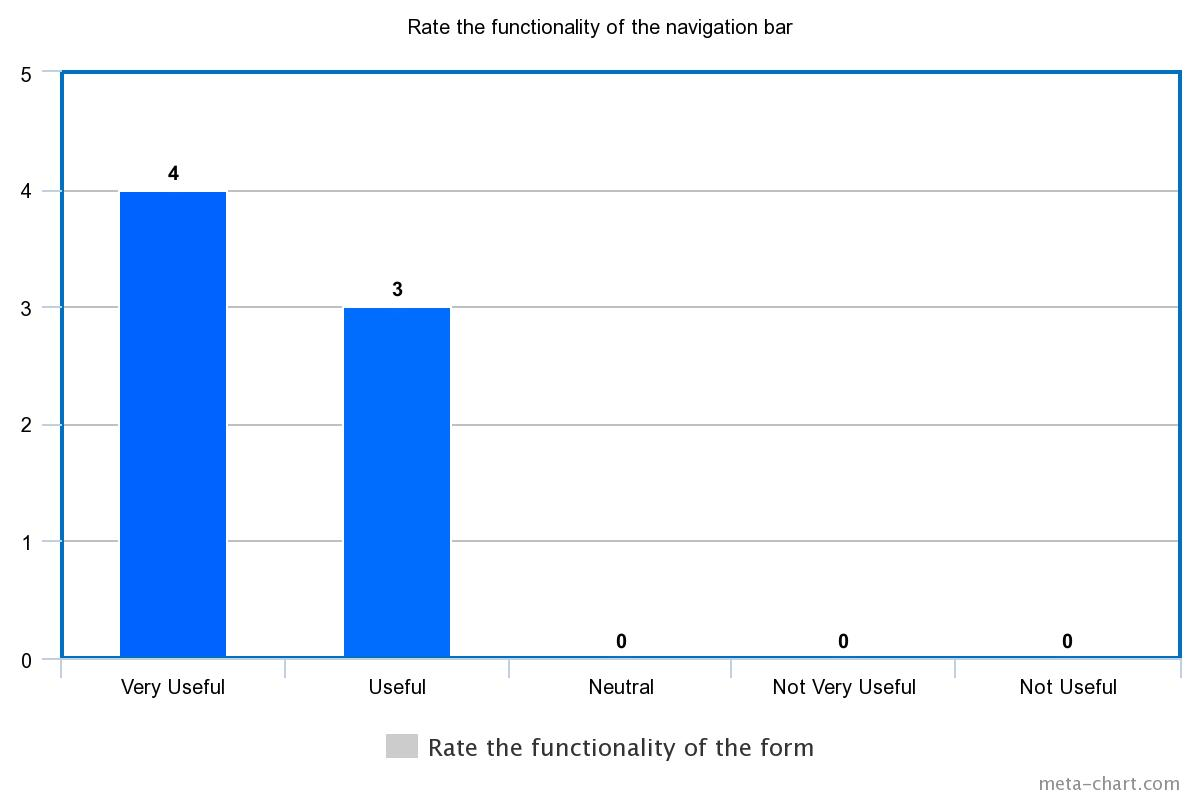 Rate the functionality of the navigation bar
5
4
3
2
1
0
4
3
0
0
0
Very Useful
Useful
Neutral
Not Very Useful
Not Useful
Rate the functionality of the form
meta-chart.com